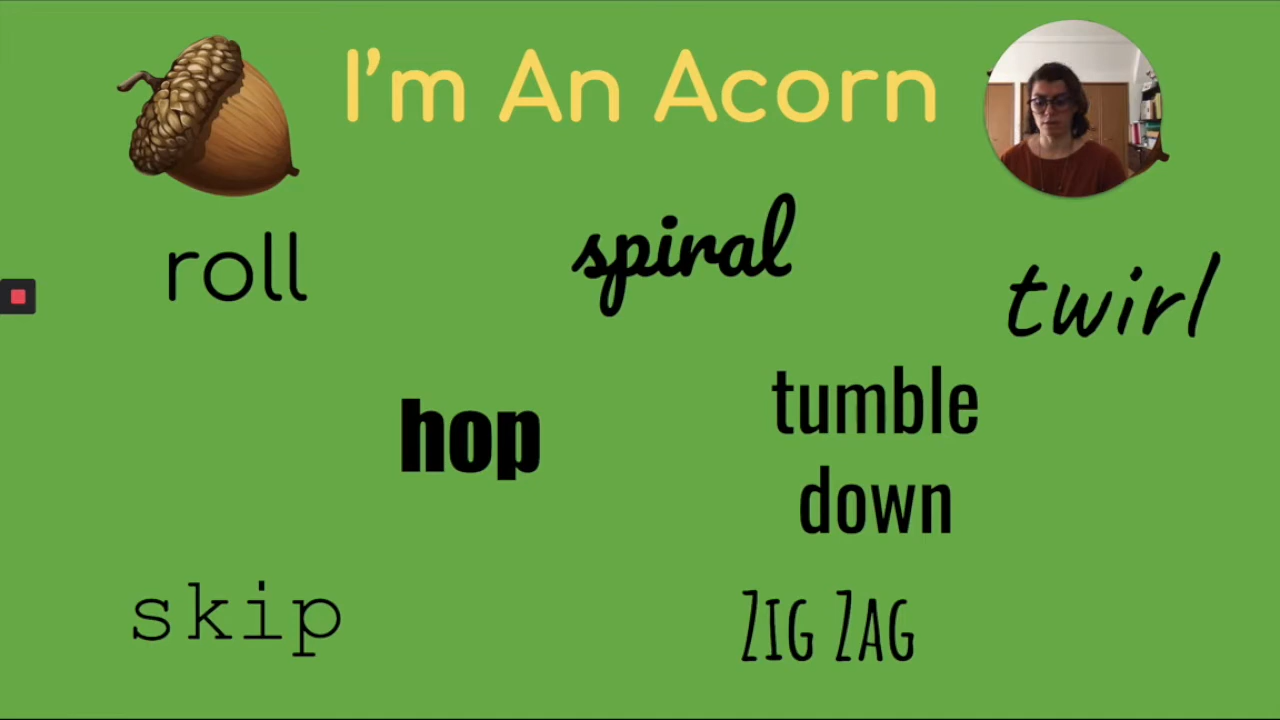 I'm An Acorn
roll
spiral
twirl
hop
tumble
down
skip
ZIG ZAG